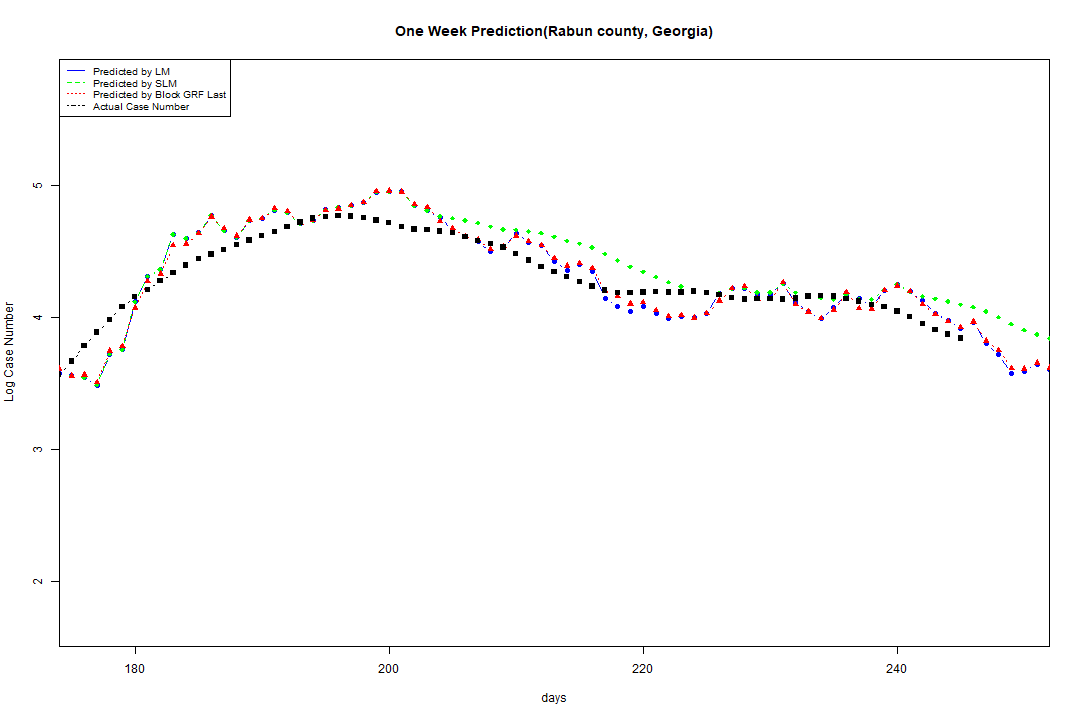 One Week Prediction(Rabun county, Georgia)
Predicted by LM
Predicted by SLM
Predicted by Block GRF Last
Actual Case Number
5
4
3
2
Log Case Number
180 200 220 240
days